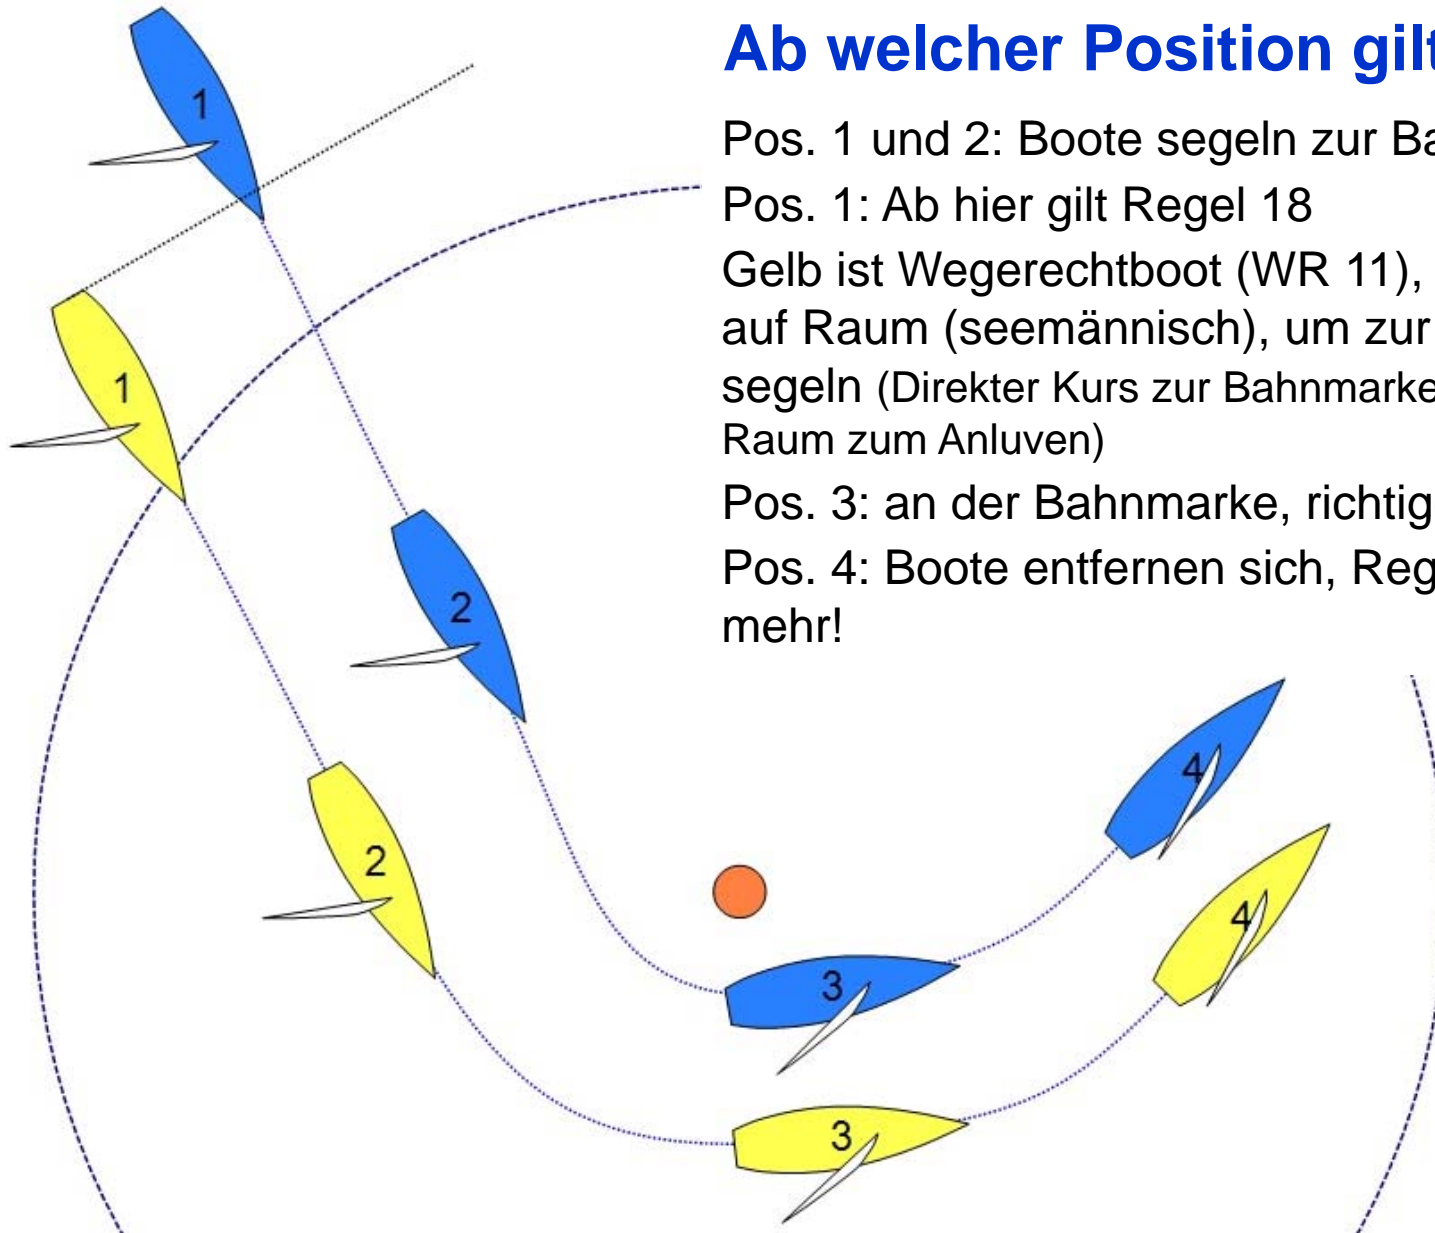 Ab welcher Position gilt
Pos. 1 und 2: Boote segeln zur Ba
Pos. 1: Ab hier gilt Regel 18
Gelb ist Wegerechtboot (WR 11),
auf Raum (seemännisch), um zur
segeln (Direkter Kurs zur Bahnmarke
Raum zum Anluven)
Pos. 3: an der Bahnmarke, richtig
Pos. 4: Boote entfernen sich, Reg
mehr!
1
1
2
2
3
3
4
4